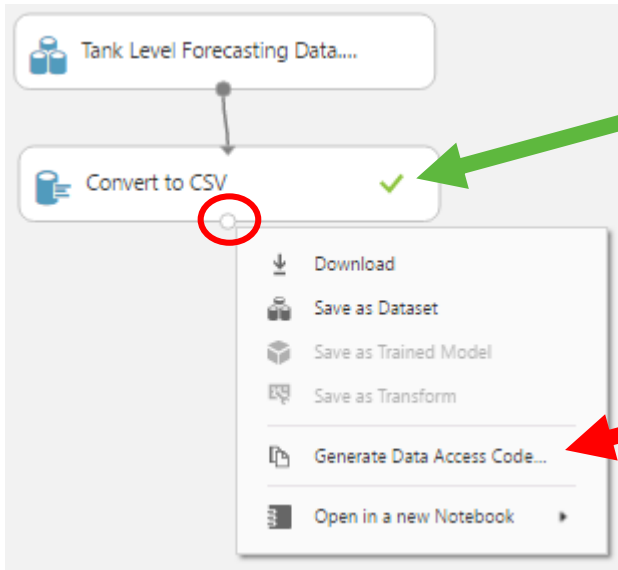 Tank Level Forecasting Data....
Convert to CSV
Download
Save as Dataset
Save as Trained Model
Save as Transform
Generate Data Access Code...
Open in a new Notebook